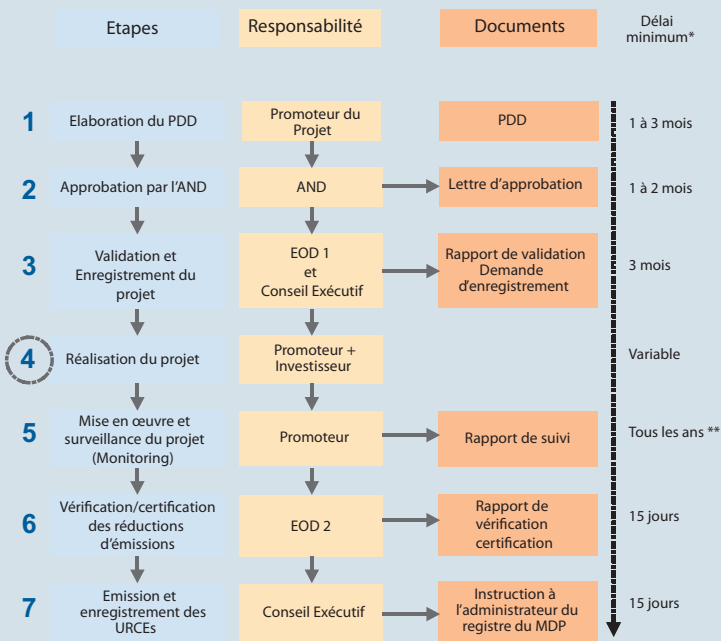 Etapes
Responsabilité
Documents
Délai
minimum*
1
Elaboration du PDD
Promoteur du
Projet
PDD
1 à 3 mois
2
Approbation par l'AND
AND
Lettre d'approbation
1 à 2 mois
3
Validation et
Enregistrement du
projet
EOD 1
et
Conseil Exécutif
Rapport de validation
Demande
d'enregistrement
3 mois
4
Réalisation du projet
Promoteur +
Investisseur
Variable
5
Mise en œuvre et
surveillance du projet
(Monitoring)
Promoteur
Rapport de suivi
Tous les ans **
6
Vérification/certification
des réductions
d'émissions
EOD 2
Rapport de
vérification
certification
15 jours
7
Emission et
enregistrement des
URCEs
Conseil Exécutif
Instruction à
l'administrateur du
registre du MDP
15 jours